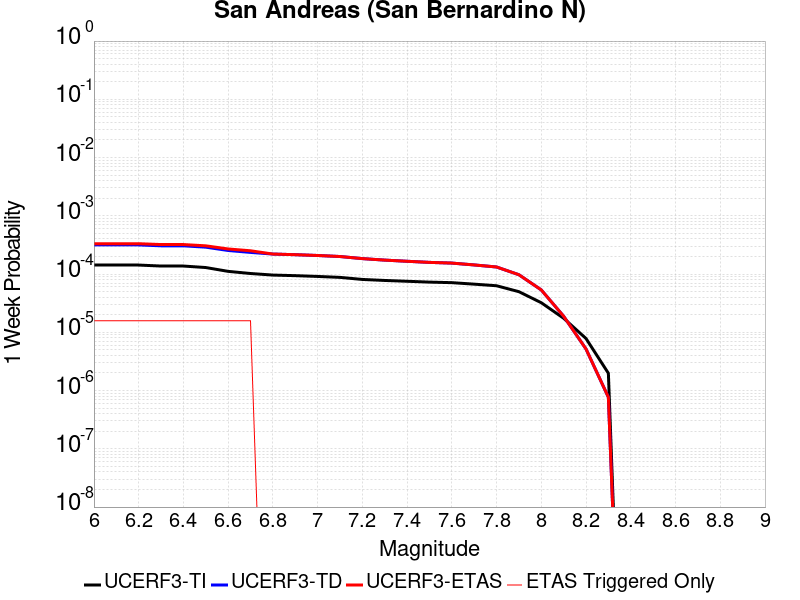 San Andreas (San Bernardino N)
10^0
10^-1
10^-2
10^-3
10^-4
10^-5
10^-6
10^-7
10^-8
1 Week Probability
6 6.2 6.4 6.6 6.8 7 7.2 7.4 7.6 7.8 8 8.2 8.4 8.6 8.8 9
Magnitude
UCERF3-TI UCERF3-TD UCERF3-ETAS ETAS Triggered Only